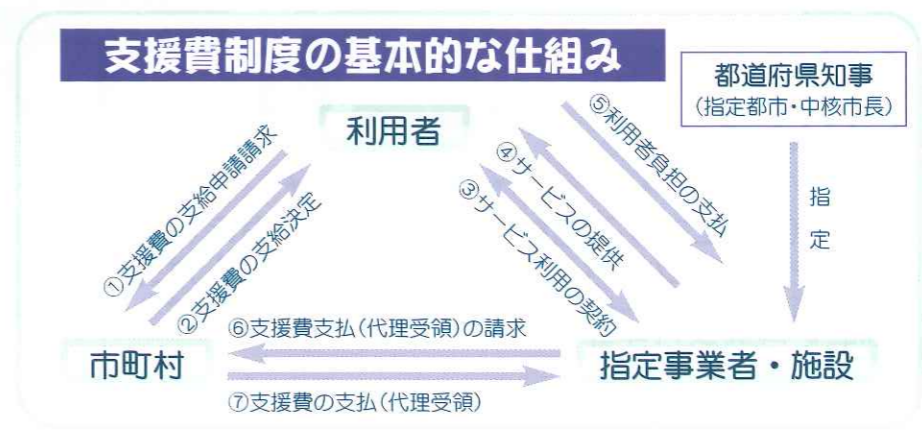 支援費制度の基本的な仕組み
都道府県知事
(指定都市・中核市長)
利用者
①支援費の支給申請請求
②支援費の支給決定
③サービス利用の契約
④サービスの提供
⑤利用者負担の支払
指定
⑥支援費支払(代理受領)の請求
市町村
指定事業者・施設
⑦支援費の支払(代理受領)